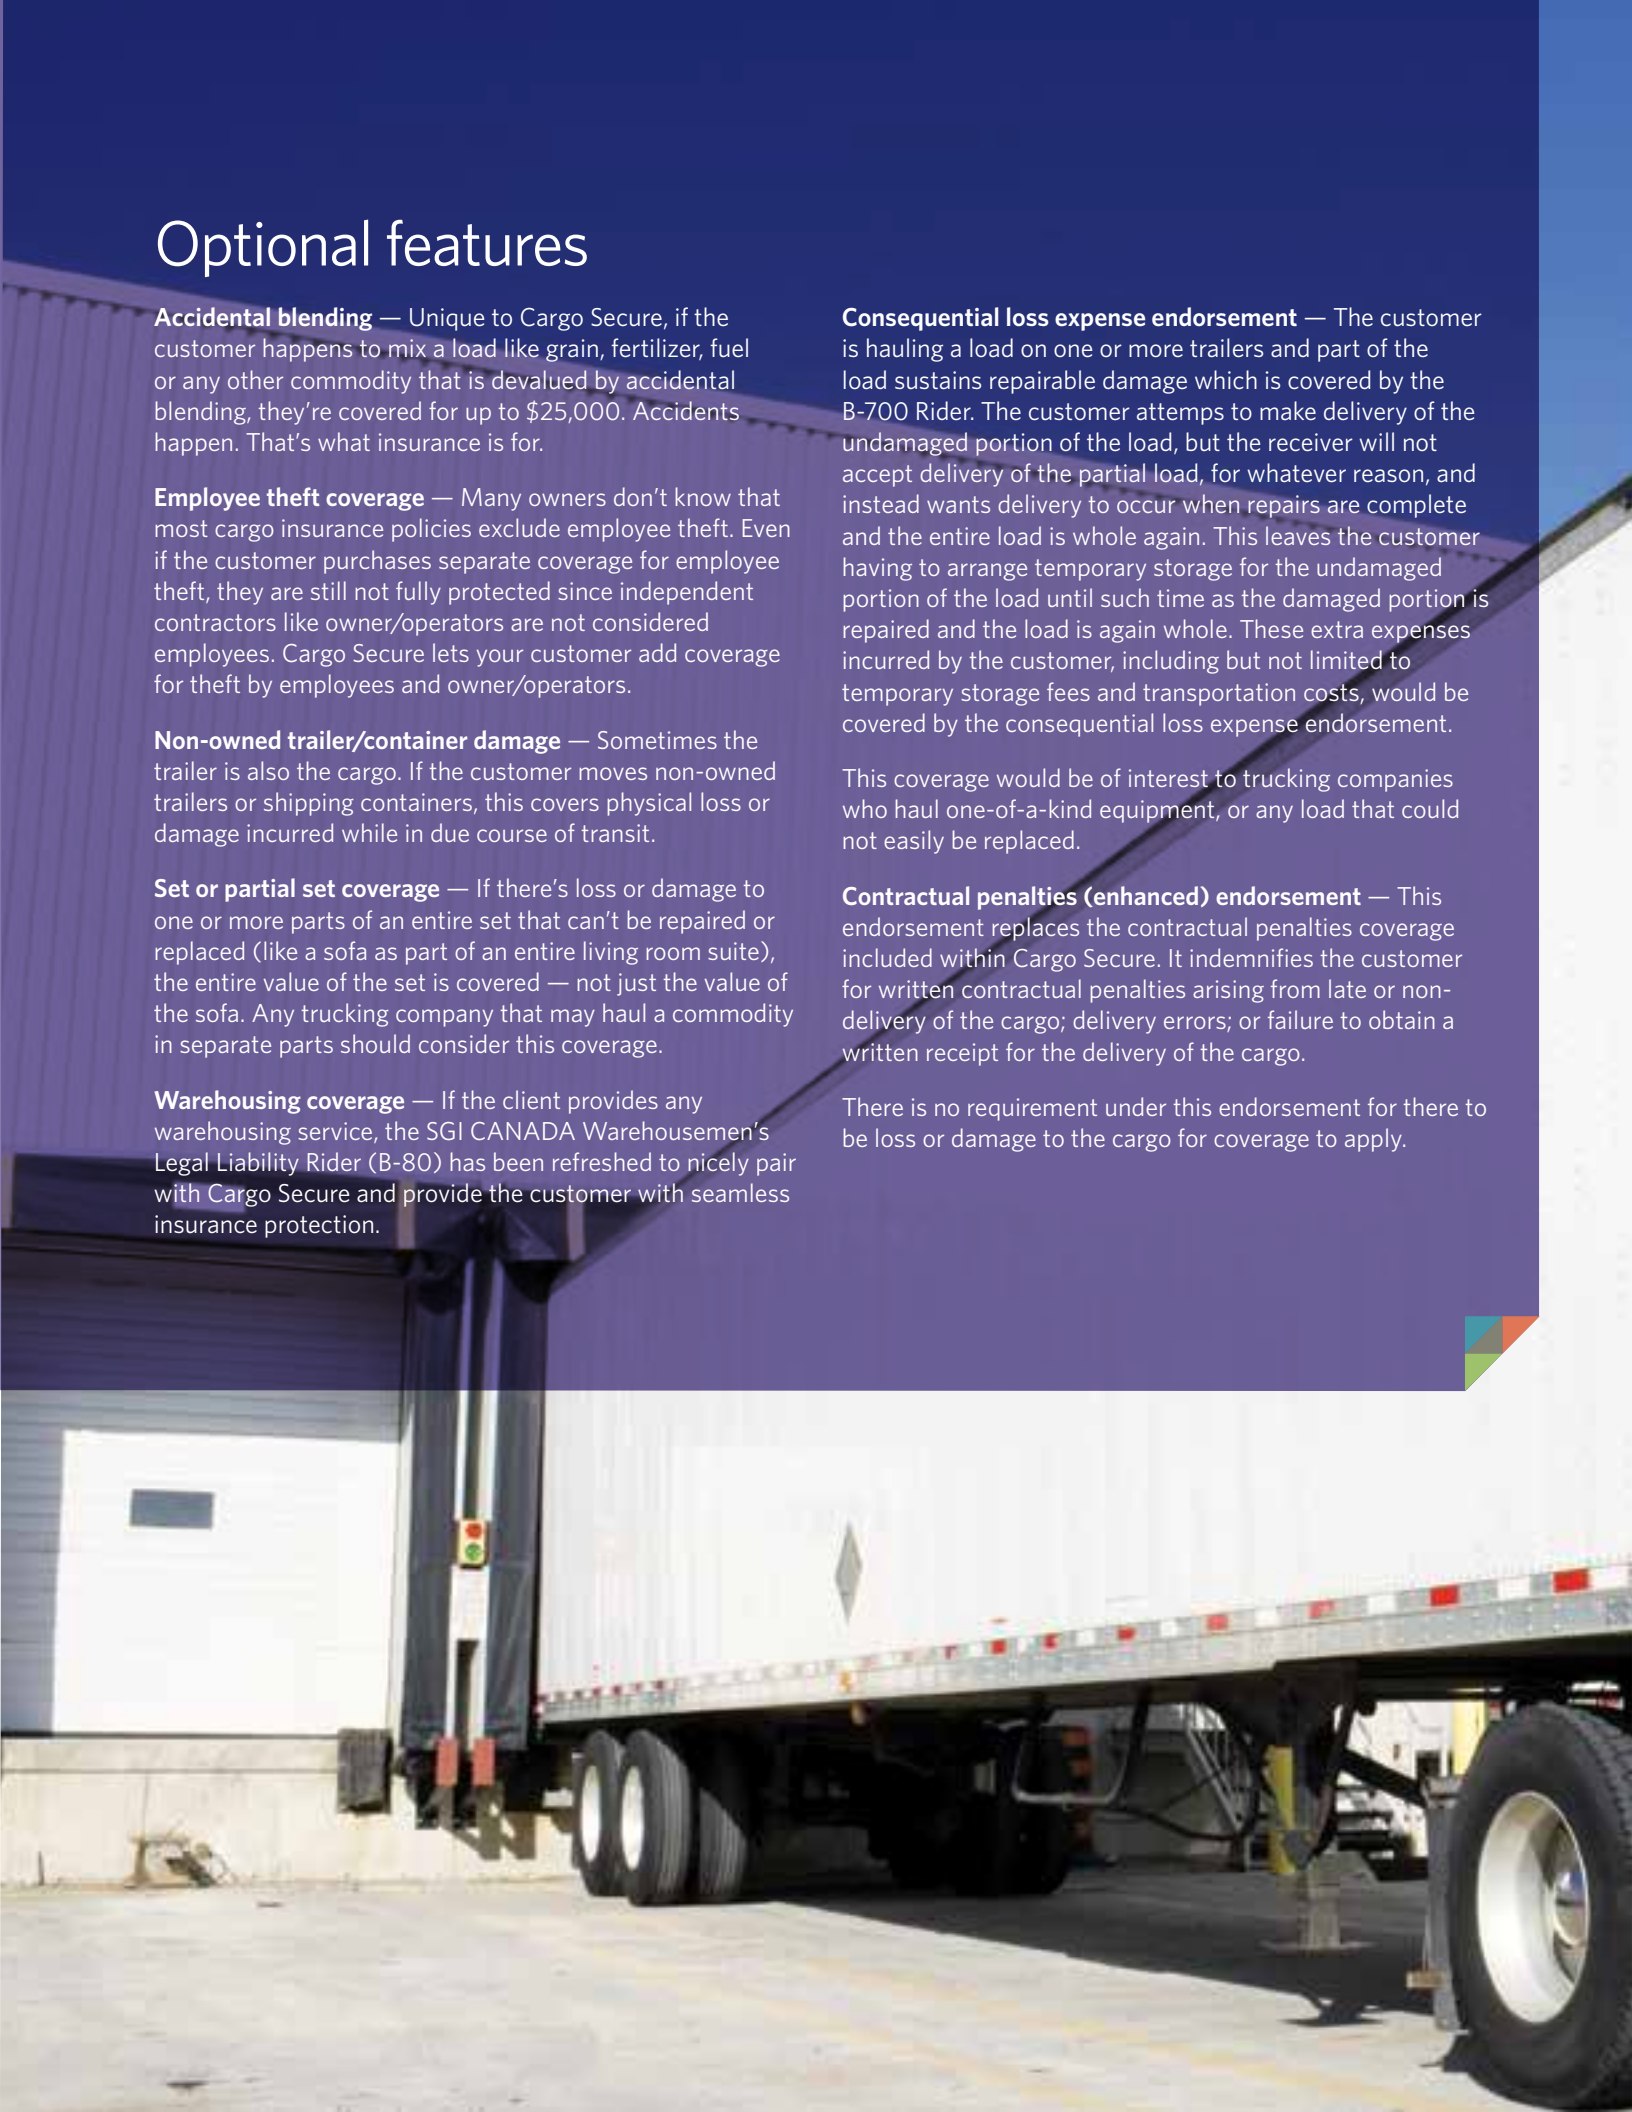 Optional features
Accidental blending — Unique to Cargo Secure, if the
customer happens to mix a load like grain, fertilizer, fuel
or any other commodity that is devalued by accidental
blending, they're covered for up to $25,000. Accidents
happen. That's what insurance is for.
Employee theft coverage — Many owners don't know that
most cargo insurance policies exclude employee theft. Even
if the customer purchases separate coverage for employee
theft, they are still not fully protected since independent
contractors like owner/operators are not considered
employees. Cargo Secure lets your customer add coverage
for theft by employees and owner/operators.
Non-owned trailer/container damage — Sometimes the
trailer is also the cargo. If the customer moves non-owned
trailers or shipping containers, this covers physical loss or
damage incurred while in due course of transit.
Set or partial set coverage — If there's loss or damage to
one or more parts of an entire set that can't be repaired or
replaced (like a sofa as part of an entire living room suite),
the entire value of the set is covered — not just the value of
the sofa. Any trucking company that may haul a commodity
in separate parts should consider this coverage.
Warehousing coverage — If the client provides any
warehousing service, the SGI CANADA Warehousemen's
Legal Liability Rider (B-80) has been refreshed to nicely pair
with Cargo Secure and provide the customer with seamless
insurance protection.
Consequential loss expense endorsement — The customer
is hauling a load on one or more trailers and part of the
load sustains repairable damage which is covered by the
B-700 Rider. The customer attemps to make delivery of the
undamaged portion of the load, but the receiver will not
accept delivery of the partial load, for whatever reason, and
instead wants delivery to occur when repairs are complete
and the entire load is whole again. This leaves the customer
having to arrange temporary storage for the undamaged
portion of the load until such time as the damaged portion is
repaired and the load is again whole. These extra expenses
incurred by the customer, including but not limited to
temporary storage fees and transportation costs, would be
covered by the consequential loss expense endorsement.
This coverage would be of interest to trucking companies
who haul one-of-a-kind equipment, or any load that could
not easily be replaced.
Contractual penalties (enhanced) endorsement — This
endorsement replaces the contractual penalties coverage
included within Cargo Secure. It indemnifies the customer
for written contractual penalties arising from late or non-
delivery of the cargo; delivery errors; or failure to obtain a
written receipt for the delivery of the cargo.
There is no requirement under this endorsement for there to
be loss or damage to the cargo for coverage to apply.